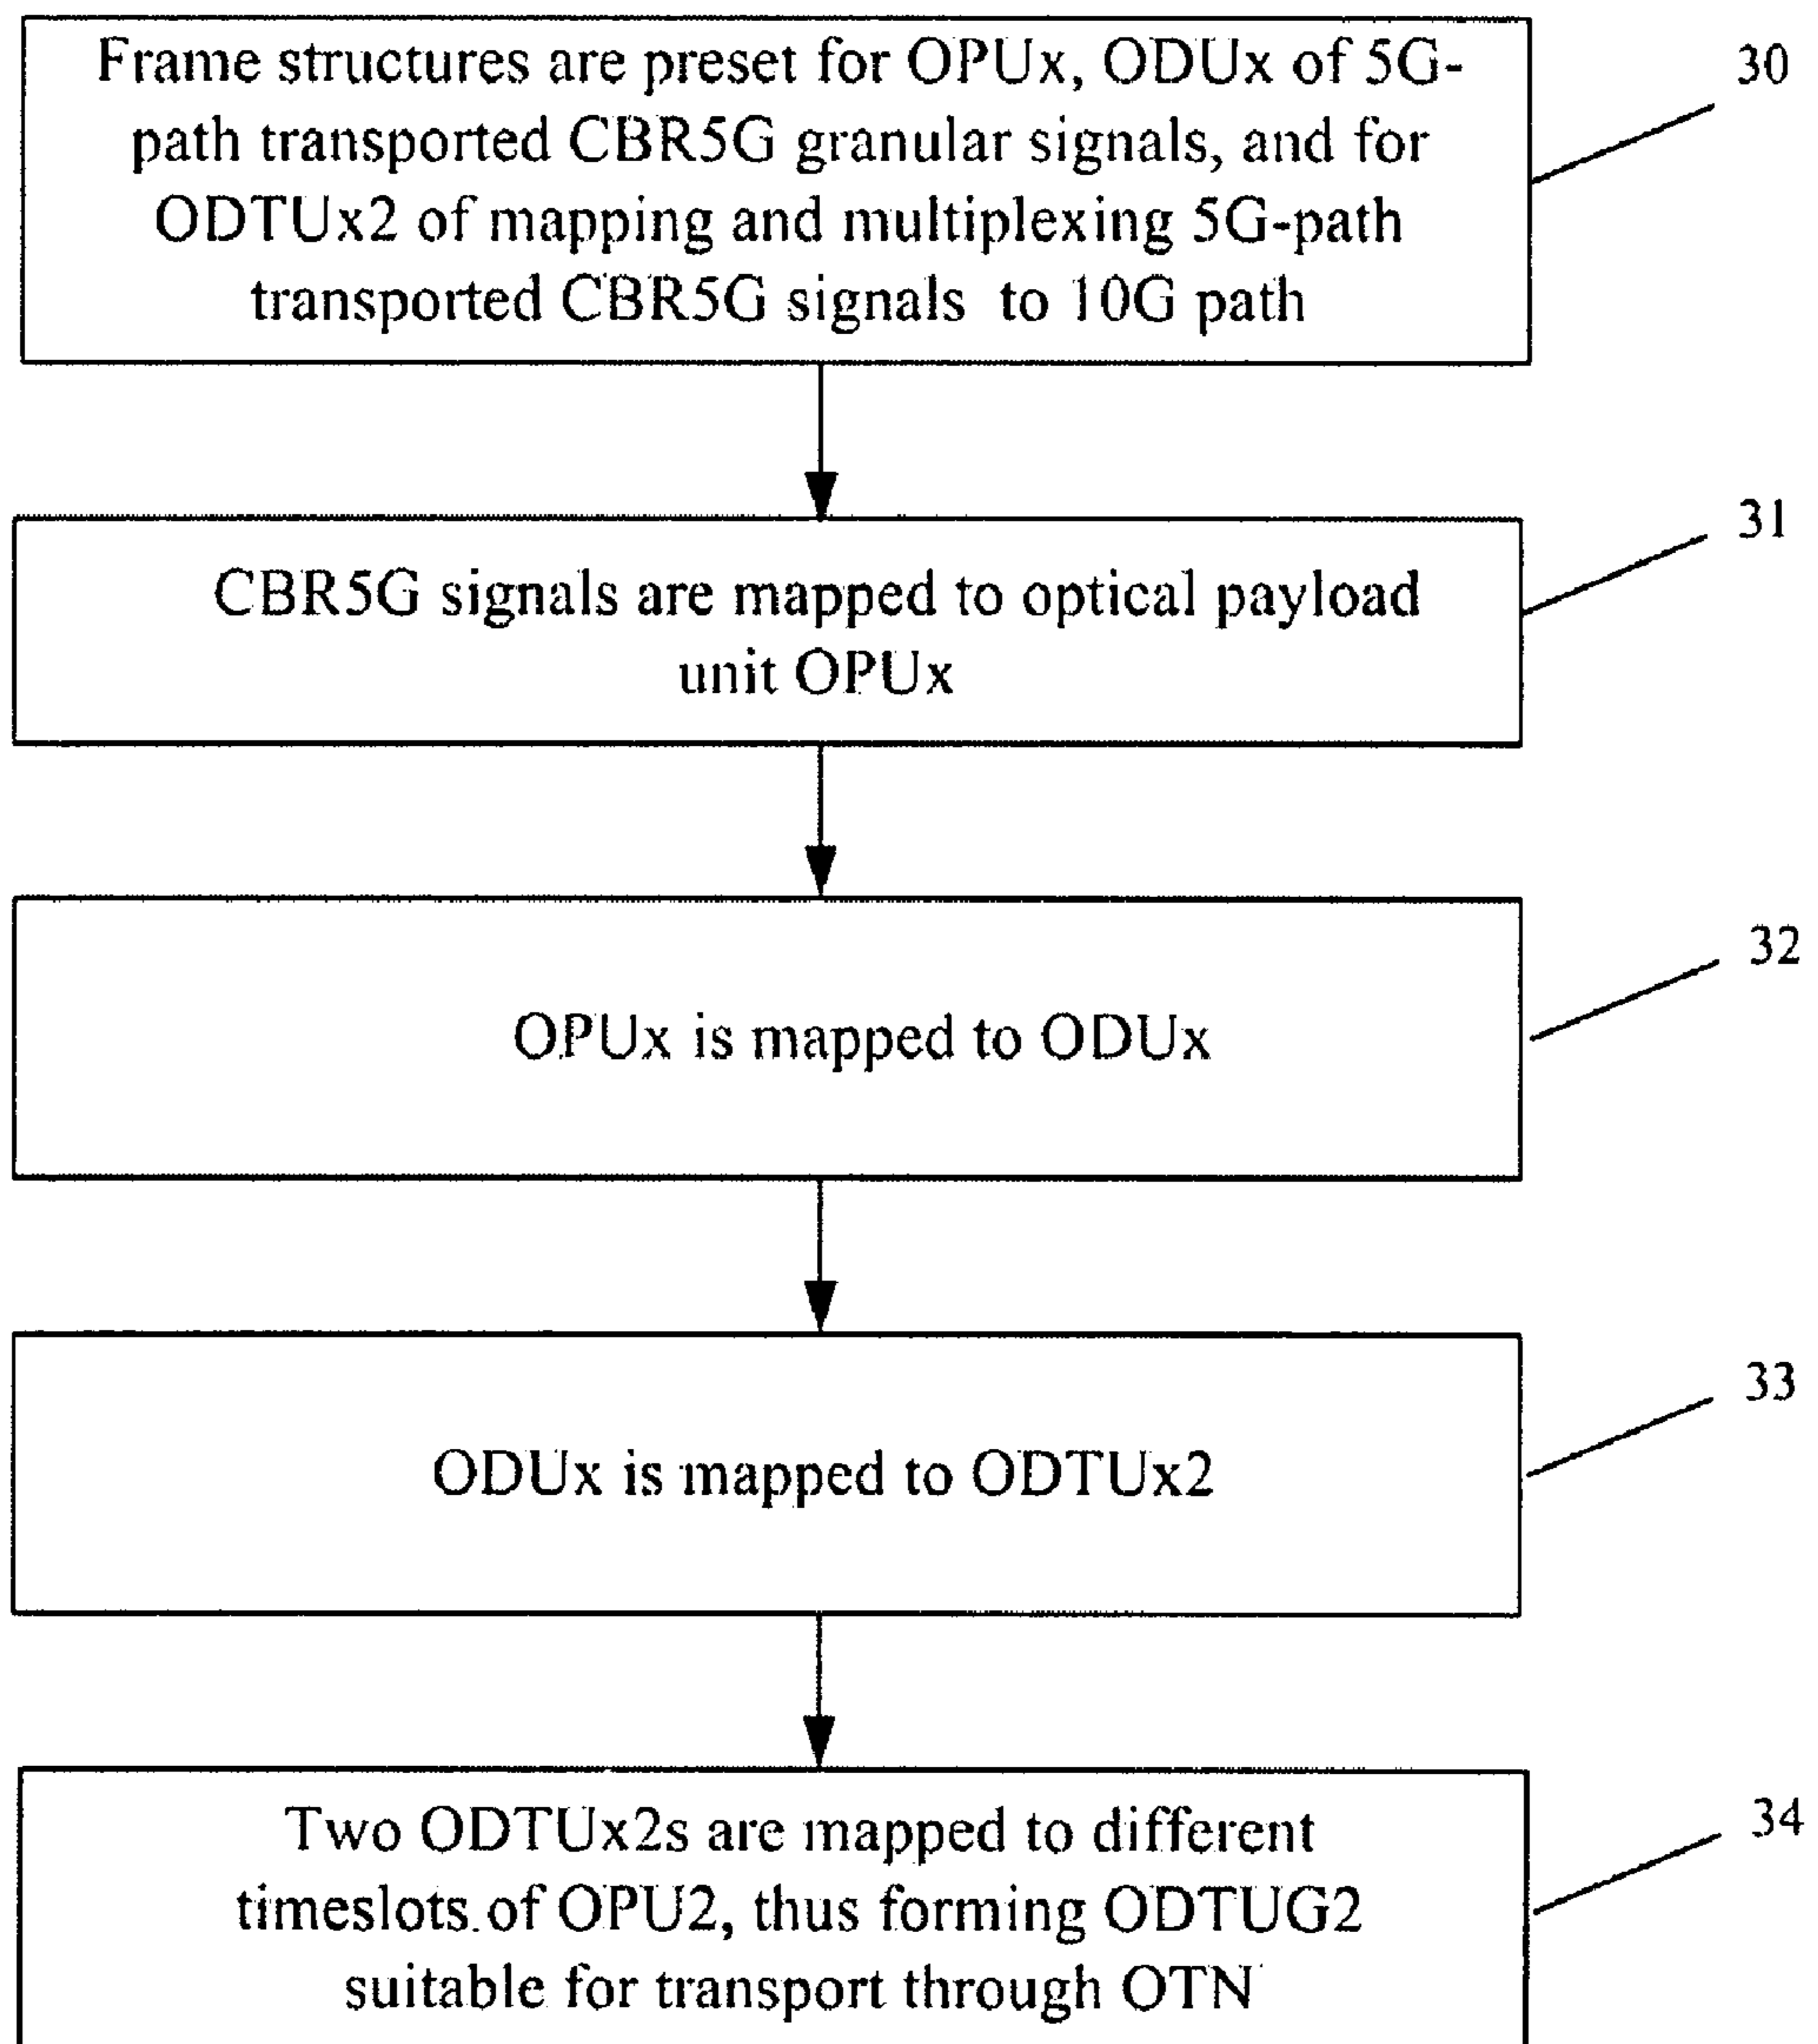 Frame structures are preset for OPUx, ODUx of 5G-
path transported CBR5G granular signals, and for
ODTUx2 of mapping and multiplexing 5G-path
transported CBR5G signals to 10G path
30
CBR5G signals are mapped to optical payload
unit OPUx
31
OPUx is mapped to ODUx
32
ODUx is mapped to ODTUx2
33
Two ODTUx2s are mapped to different
timeslots of OPU2, thus forming ODTUG2
suitable for transport through OTN
34